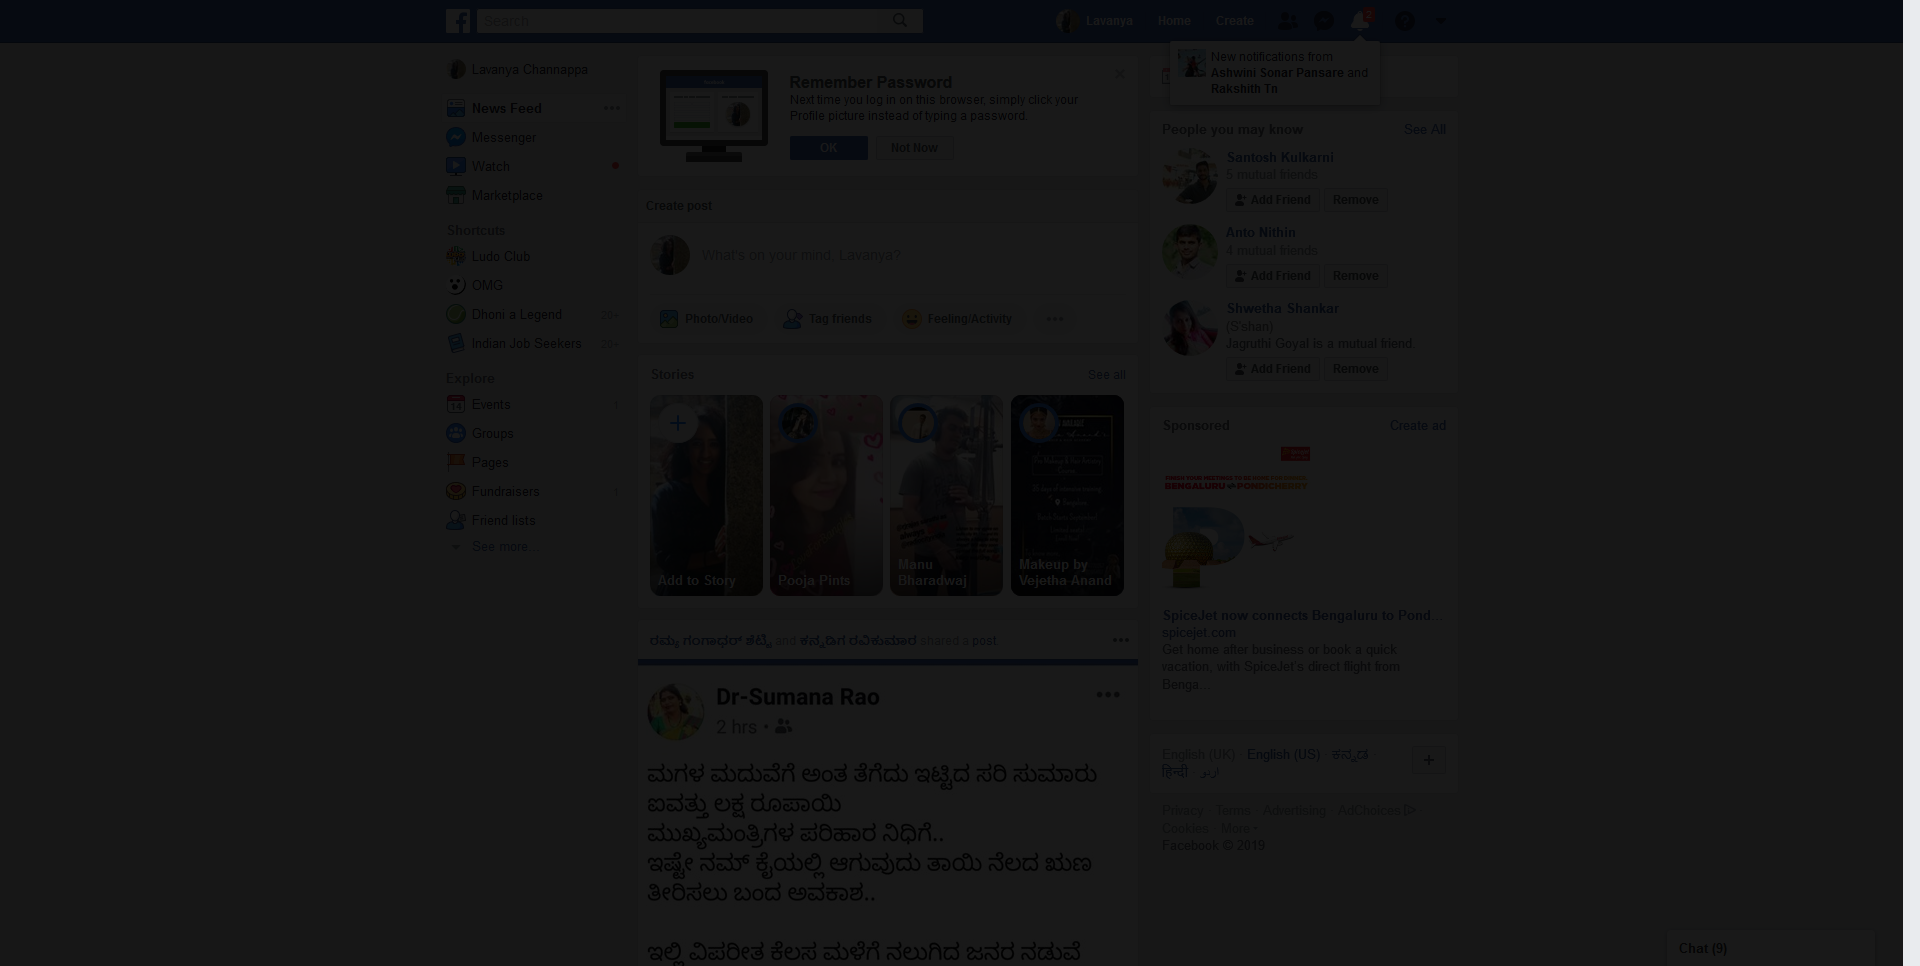 Search
Lavanya
Home
Create
2
New notifications from
Ashwini Sonar Pansare and
Rakshith Tn
Lavanya Channappa
News Feed
Messenger
Watch
Marketplace
Shortcuts
Ludo Club
OMG
Dhoni a Legend 20+
Indian Job Seekers 20+
Explore
Events 1
Groups
Pages
Fundraisers 1
Friend lists
See more...
Remember Password
Next time you log in on this browser, simply click your
Profile picture instead of typing a password.
OK
Not Now
Create post
What's on your mind, Lavanya?
Photo/Video
Tag friends
Feeling/Activity
Stories
See all
Add to Story
Pooja Pints
Manu
Bharadwaj
Makeup by
Vejetha Anand
ರಮ್ಯ ಗಂಗಾಧರ್ ಶೆಟ್ಟಿ and ಕನ್ನಡಿಗ ರವಿಕುಮಾರ shared a post.
Dr-Sumana Rao
2 hrs
ಮಗಳ ಮದುವೆಗೆ ಅಂತ ತೆಗೆದು ಇಟ್ಟಿದ ಸರಿ ಸುಮಾರು
ಐವತ್ತು ಲಕ್ಷ ರೂಪಾಯಿ
ಮುಖ್ಯಮಂತ್ರಿಗಳ ಪರಿಹಾರ ನಿಧಿಗೆ..
ಇಷ್ಟೇ ನಮ್ ಕೈಯಲ್ಲಿ ಆಗುವುದು ತಾಯಿ ನೆಲದ ಋಣ
ತೀರಿಸಲು ಬಂದ ಅವಕಾಶ..
ಇಲ್ಲಿ ವಿಪರೀತ ಕೆಲಸ ಮಳೆಗೆ ನಲುಗಿದ ಜನರ ನಡುವೆ
People you may know
See All
Santosh Kulkarni
5 mutual friends
Add Friend
Remove
Anto Nithin
4 mutual friends
Add Friend
Remove
Shwetha Shankar
(S'shan)
Jagruthi Goyal is a mutual friend.
Add Friend
Remove
Sponsored
Create ad
BENGALURU PONDICHERRY
SpiceJet now connects Bengaluru to Pond...
spicejet.com
Get home after business or book a quick
vacation, with SpiceJet's direct flight from
Benga...
English (UK) English (US) ಕನ್ನಡ
हिन्दी اردو
Privacy Terms Advertising AdChoices
Cookies More
Facebook © 2019
Chat (9)